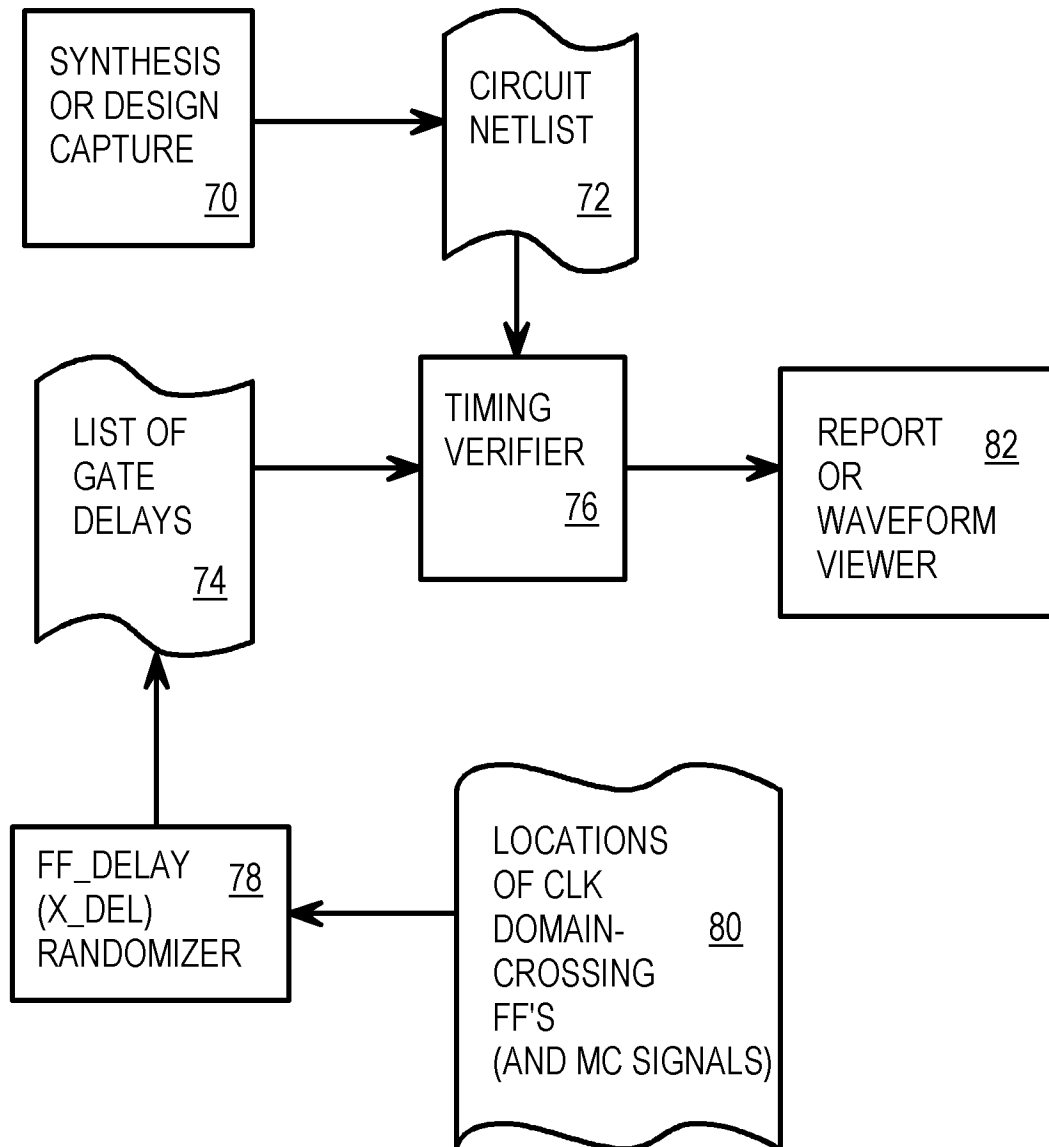 SYNTHESIS
OR DESIGN
CAPTURE
70
CIRCUIT
NETLIST
72
LIST OF
GATE
DELAYS
74
TIMING
VERIFIER
76
REPORT 82
OR
WAVEFORM
VIEWER
FF_DELAY 78
(X_DEL)
RANDOMIZER
LOCATIONS
OF CLK
DOMAIN- 80
CROSSING
FF'S
(AND MC SIGNALS)